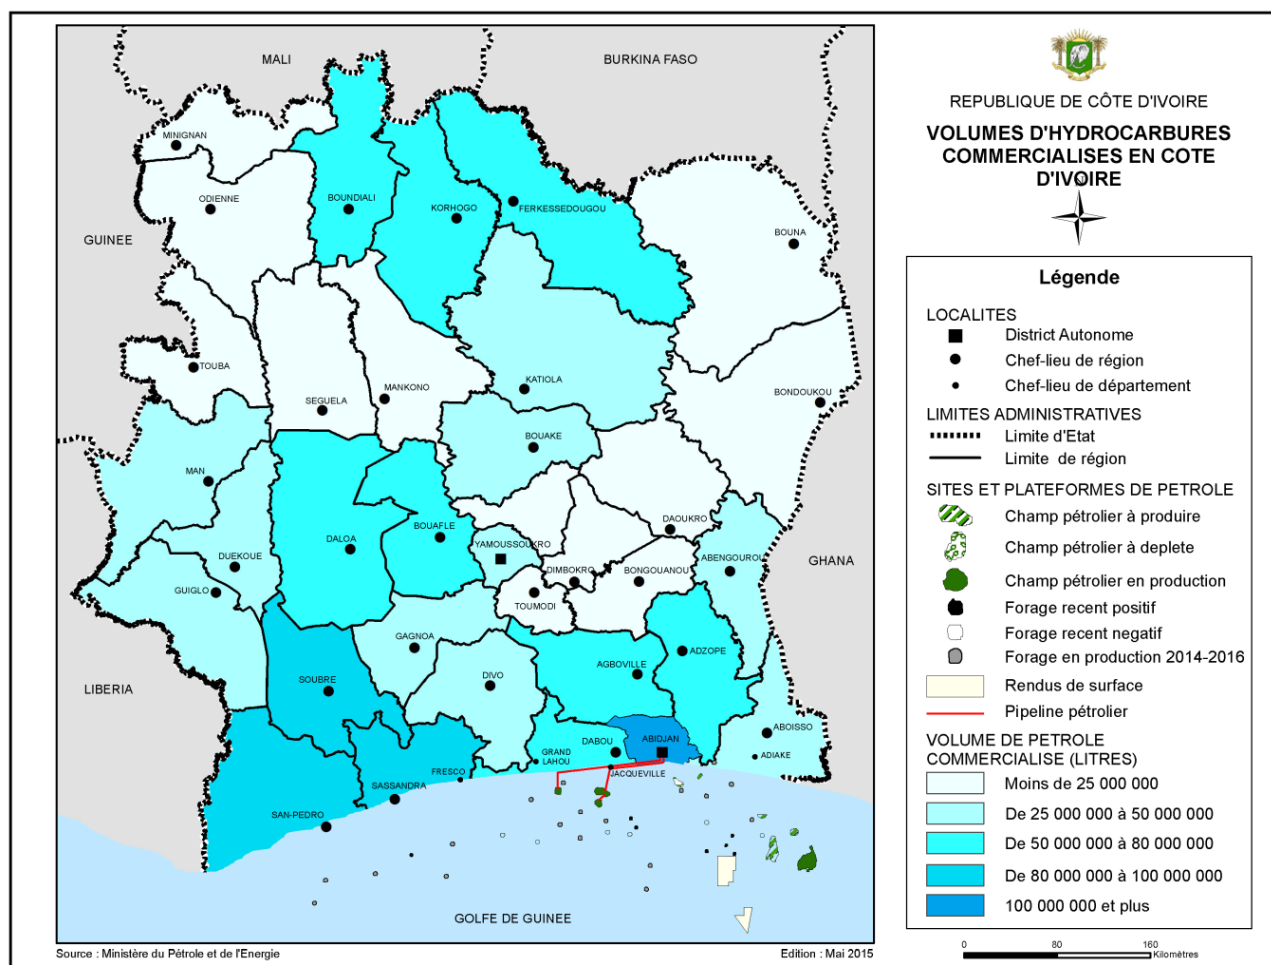 MALI
BURKINA FASO
MINIGNAN
ODIENNE
BOUNDIALI
KORHOGO
FERKESSEDOUGOU
BOUNA
GUINEE
TOUBA
SEGUELA
MANKONO
KATIOLA
BONDOUKOU
BOUAKE
MAN
DALOA
BOUAFLE
DAOUKRO
YAMOUSSOUKRO
DUEKOUE
DIMBOKRO
BONGOUANOU
ABENGOUROU
GHANA
GUIGLO
TOUMODI
GAGNOA
ADZOPE
LIBERIA
SOUBRE
DIVO
AGBOVILLE
ABOISSO
GRAND
LAHOU
DABOU
ABIDJAN
ADIAKE
FRESCO
JACQUEVILLE
SASSANDRA
SAN-PEDRO
GOLFE DE GUINEE
Source : Ministère du Pétrole et de l'Energie
Edition : Mai 2015
REPUBLIQUE DE CÔTE D'IVOIRE
VOLUMES D'HYDROCARBURES
COMMERCIALISES EN COTE
D'IVOIRE
Légende
LOCALITES
District Autonome
Chef-lieu de région
Chef-lieu de département
LIMITES ADMINISTRATIVES
Limite d'Etat
Limite de région
SITES ET PLATEFORMES DE PETROLE
Champ pétrolier à produire
Champ pétrolier à deplete
Champ pétrolier en production
Forage recent positif
Forage recent negatif
Forage en production 2014-2016
Rendus de surface
Pipeline pétrolier
VOLUME DE PETROLE
COMMERCIALISE (LITRES)
Moins de 25 000 000
De 25 000 000 à 50 000 000
De 50 000 000 à 80 000 000
De 80 000 000 à 100 000 000
100 000 000 et plus
0 80 160
Kilomètres